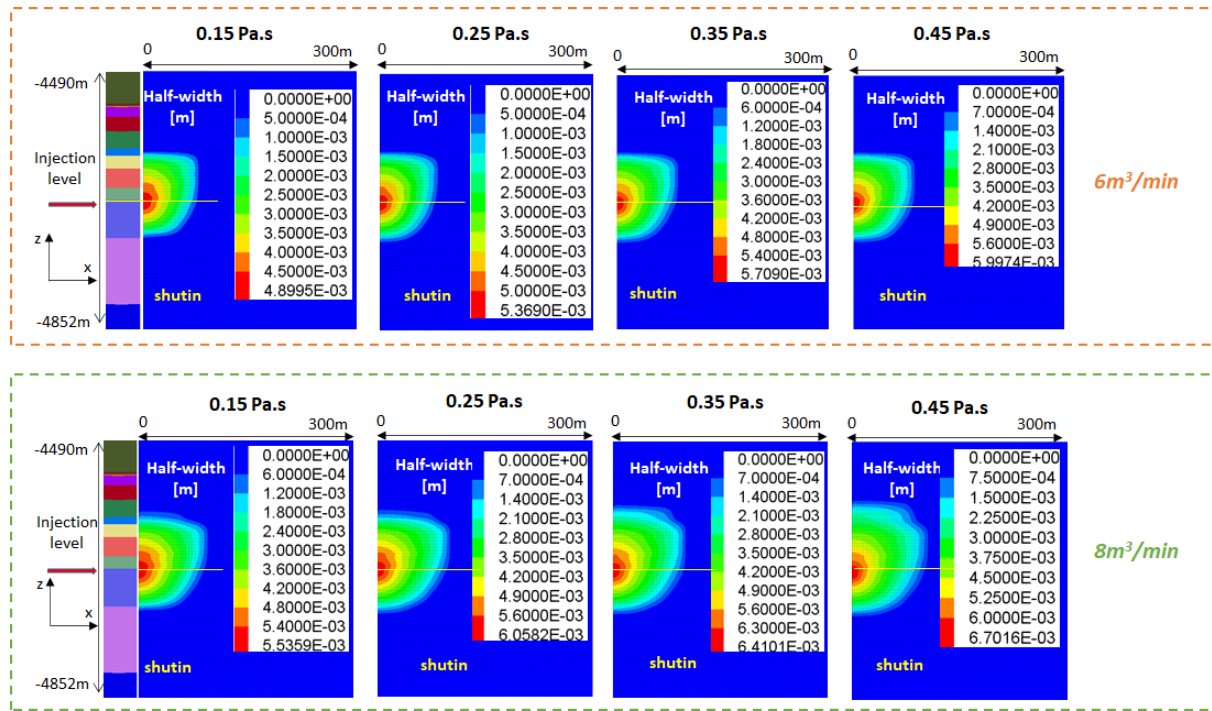 0.15 Pa.s
0.25 Pa.s
0.35 Pa.s
0.45 Pa.s
0 300m
0 300m
0 300m
0 300m
-4490m
Injection
level
z
x
-4852m
Half-width
[m]
0.0000E+00
5.0000E-04
1.0000E-03
1.5000E-03
2.0000E-03
2.5000E-03
3.0000E-03
3.5000E-03
4.0000E-03
4.5000E-03
4.8995E-03
shutin
Half-width
[m]
0.0000E+00
5.0000E-04
1.0000E-03
1.5000E-03
2.0000E-03
2.5000E-03
3.0000E-03
3.5000E-03
4.0000E-03
4.5000E-03
5.0000E-03
5.3690E-03
shutin
Half-width
[m]
0.0000E+00
6.0000E-04
1.2000E-03
1.8000E-03
2.4000E-03
3.0000E-03
3.6000E-03
4.2000E-03
4.8000E-03
5.4000E-03
5.7090E-03
shutin
Half-width
[m]
0.0000E+00
7.0000E-04
1.4000E-03
2.1000E-03
2.8000E-03
3.5000E-03
4.2000E-03
4.9000E-03
5.6000E-03
5.9974E-03
shutin
6m³/min
0.15 Pa.s
0.25 Pa.s
0.35 Pa.s
0.45 Pa.s
0 300m
0 300m
0 300m
0 300m
-4490m
Injection
level
z
x
-4852m
Half-width
[m]
0.0000E+00
6.0000E-04
1.2000E-03
1.8000E-03
2.4000E-03
3.0000E-03
3.6000E-03
4.2000E-03
4.8000E-03
5.4000E-03
5.5359E-03
shutin
Half-width
[m]
0.0000E+00
7.0000E-04
1.4000E-03
2.1000E-03
2.8000E-03
3.5000E-03
4.2000E-03
4.9000E-03
5.6000E-03
6.0582E-03
shutin
Half-width
[m]
0.0000E+00
7.0000E-04
1.4000E-03
2.1000E-03
2.8000E-03
3.5000E-03
4.2000E-03
4.9000E-03
5.6000E-03
6.3000E-03
6.4101E-03
shutin
Half-width
[m]
0.0000E+00
7.5000E-04
1.5000E-03
2.2500E-03
3.0000E-03
3.7500E-03
4.5000E-03
5.2500E-03
6.0000E-03
6.7016E-03
shutin
8m³/min